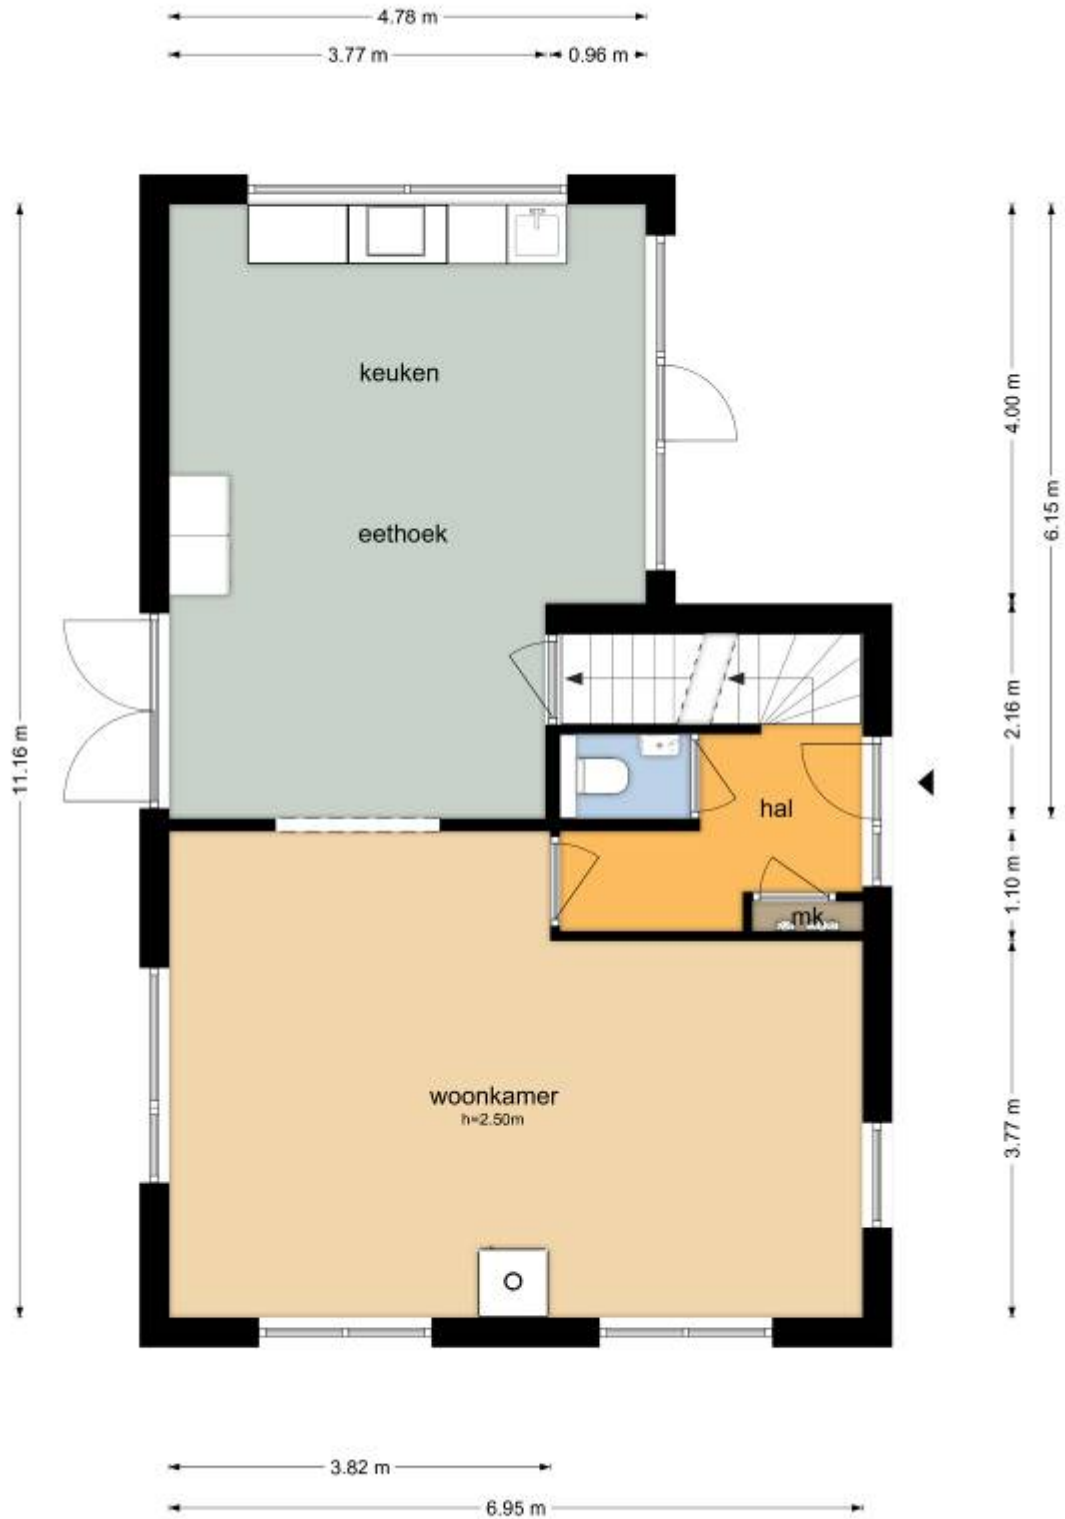 4.78 m
3.77 m
0.96 m
keuken
eethoek
4.00 m
6.15 m
11.16 m
2.16 m
hal
1.10 m
mk
woonkamer
h=2.50m
3.77 m
3.82 m
6.95 m